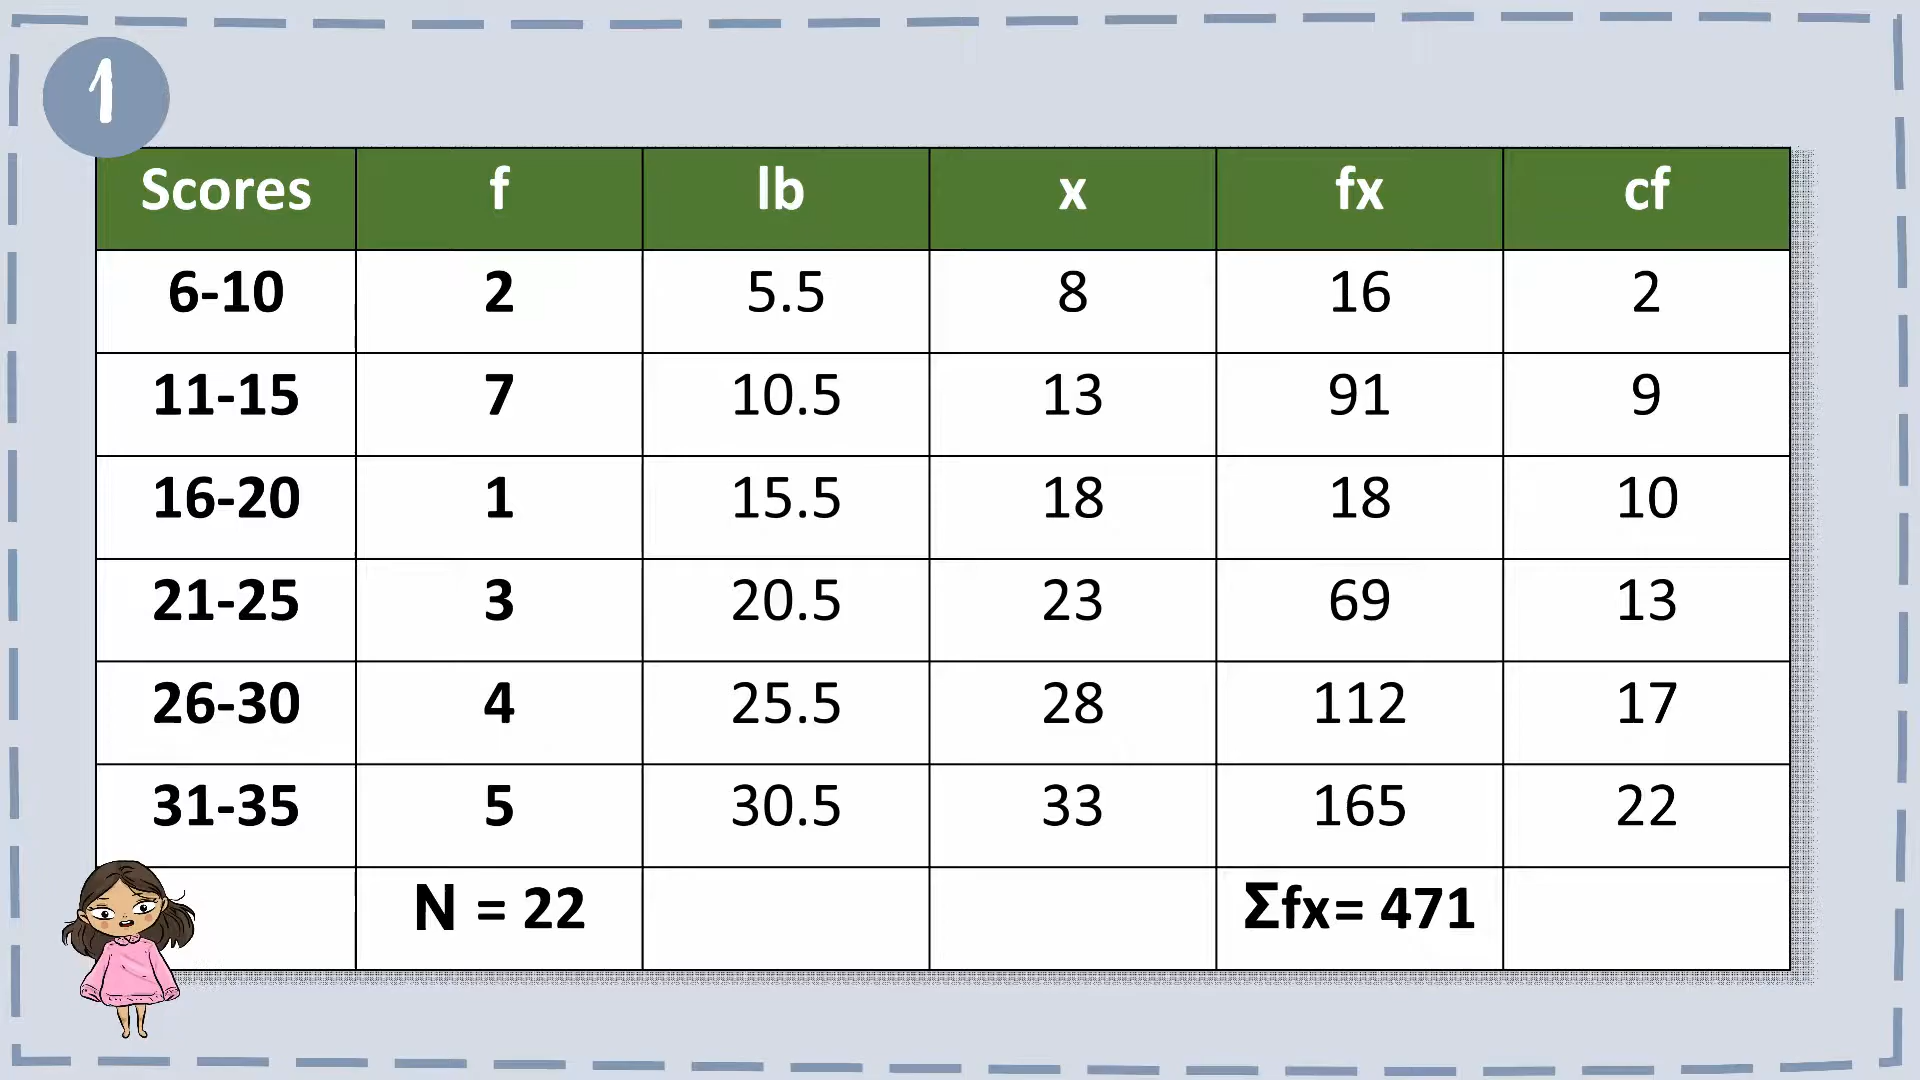 1
Scores f lb x fx cf
6-10 2 5.5 8 16 2
11-15 7 10.5 13 91 9
16-20 1 15.5 18 18 10
21-25 3 20.5 23 69 13
26-30 4 25.5 28 112 17
31-35 5 30.5 33 165 22
N = 22 Σfx= 471